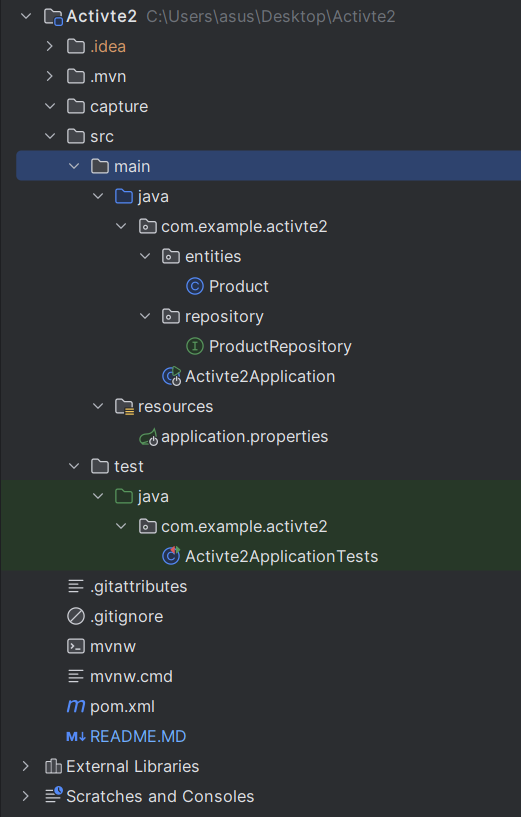 Activte2 C:\Users\asus\Desktop\Activte2
.idea
.mvn
capture
src
main
java
com.example.activte2
entities
C Product
repository
I ProductRepository
Activte2Application
resources
application.properties
test
java
com.example.activte2
Activte2ApplicationTests
.gitattributes
.gitignore
mvnw
mvnw.cmd
m pom.xml
M↓ README.MD
External Libraries
Scratches and Consoles